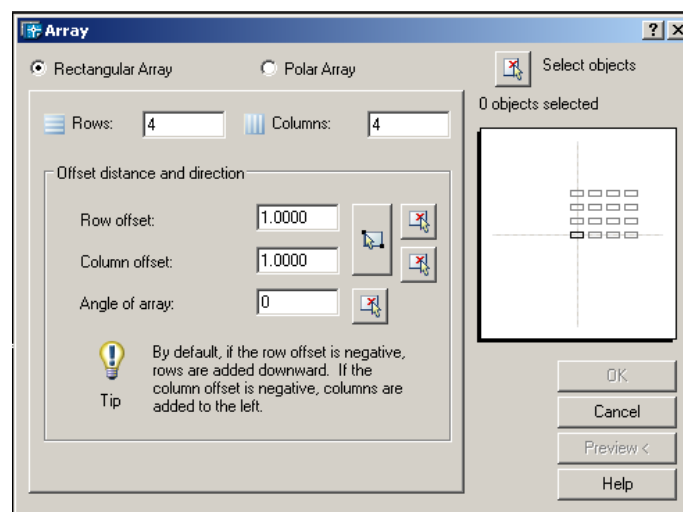 Array
Rectangular Array
Polar Array
Select objects
0 objects selected
Rows: 4
Columns: 4
Offset distance and direction
Row offset: 1.0000
Column offset: 1.0000
Angle of array: 0
Tip
By default, if the row offset is negative,
rows are added downward. If the
column offset is negative, columns are
added to the left.
OK
Cancel
Preview <
Help